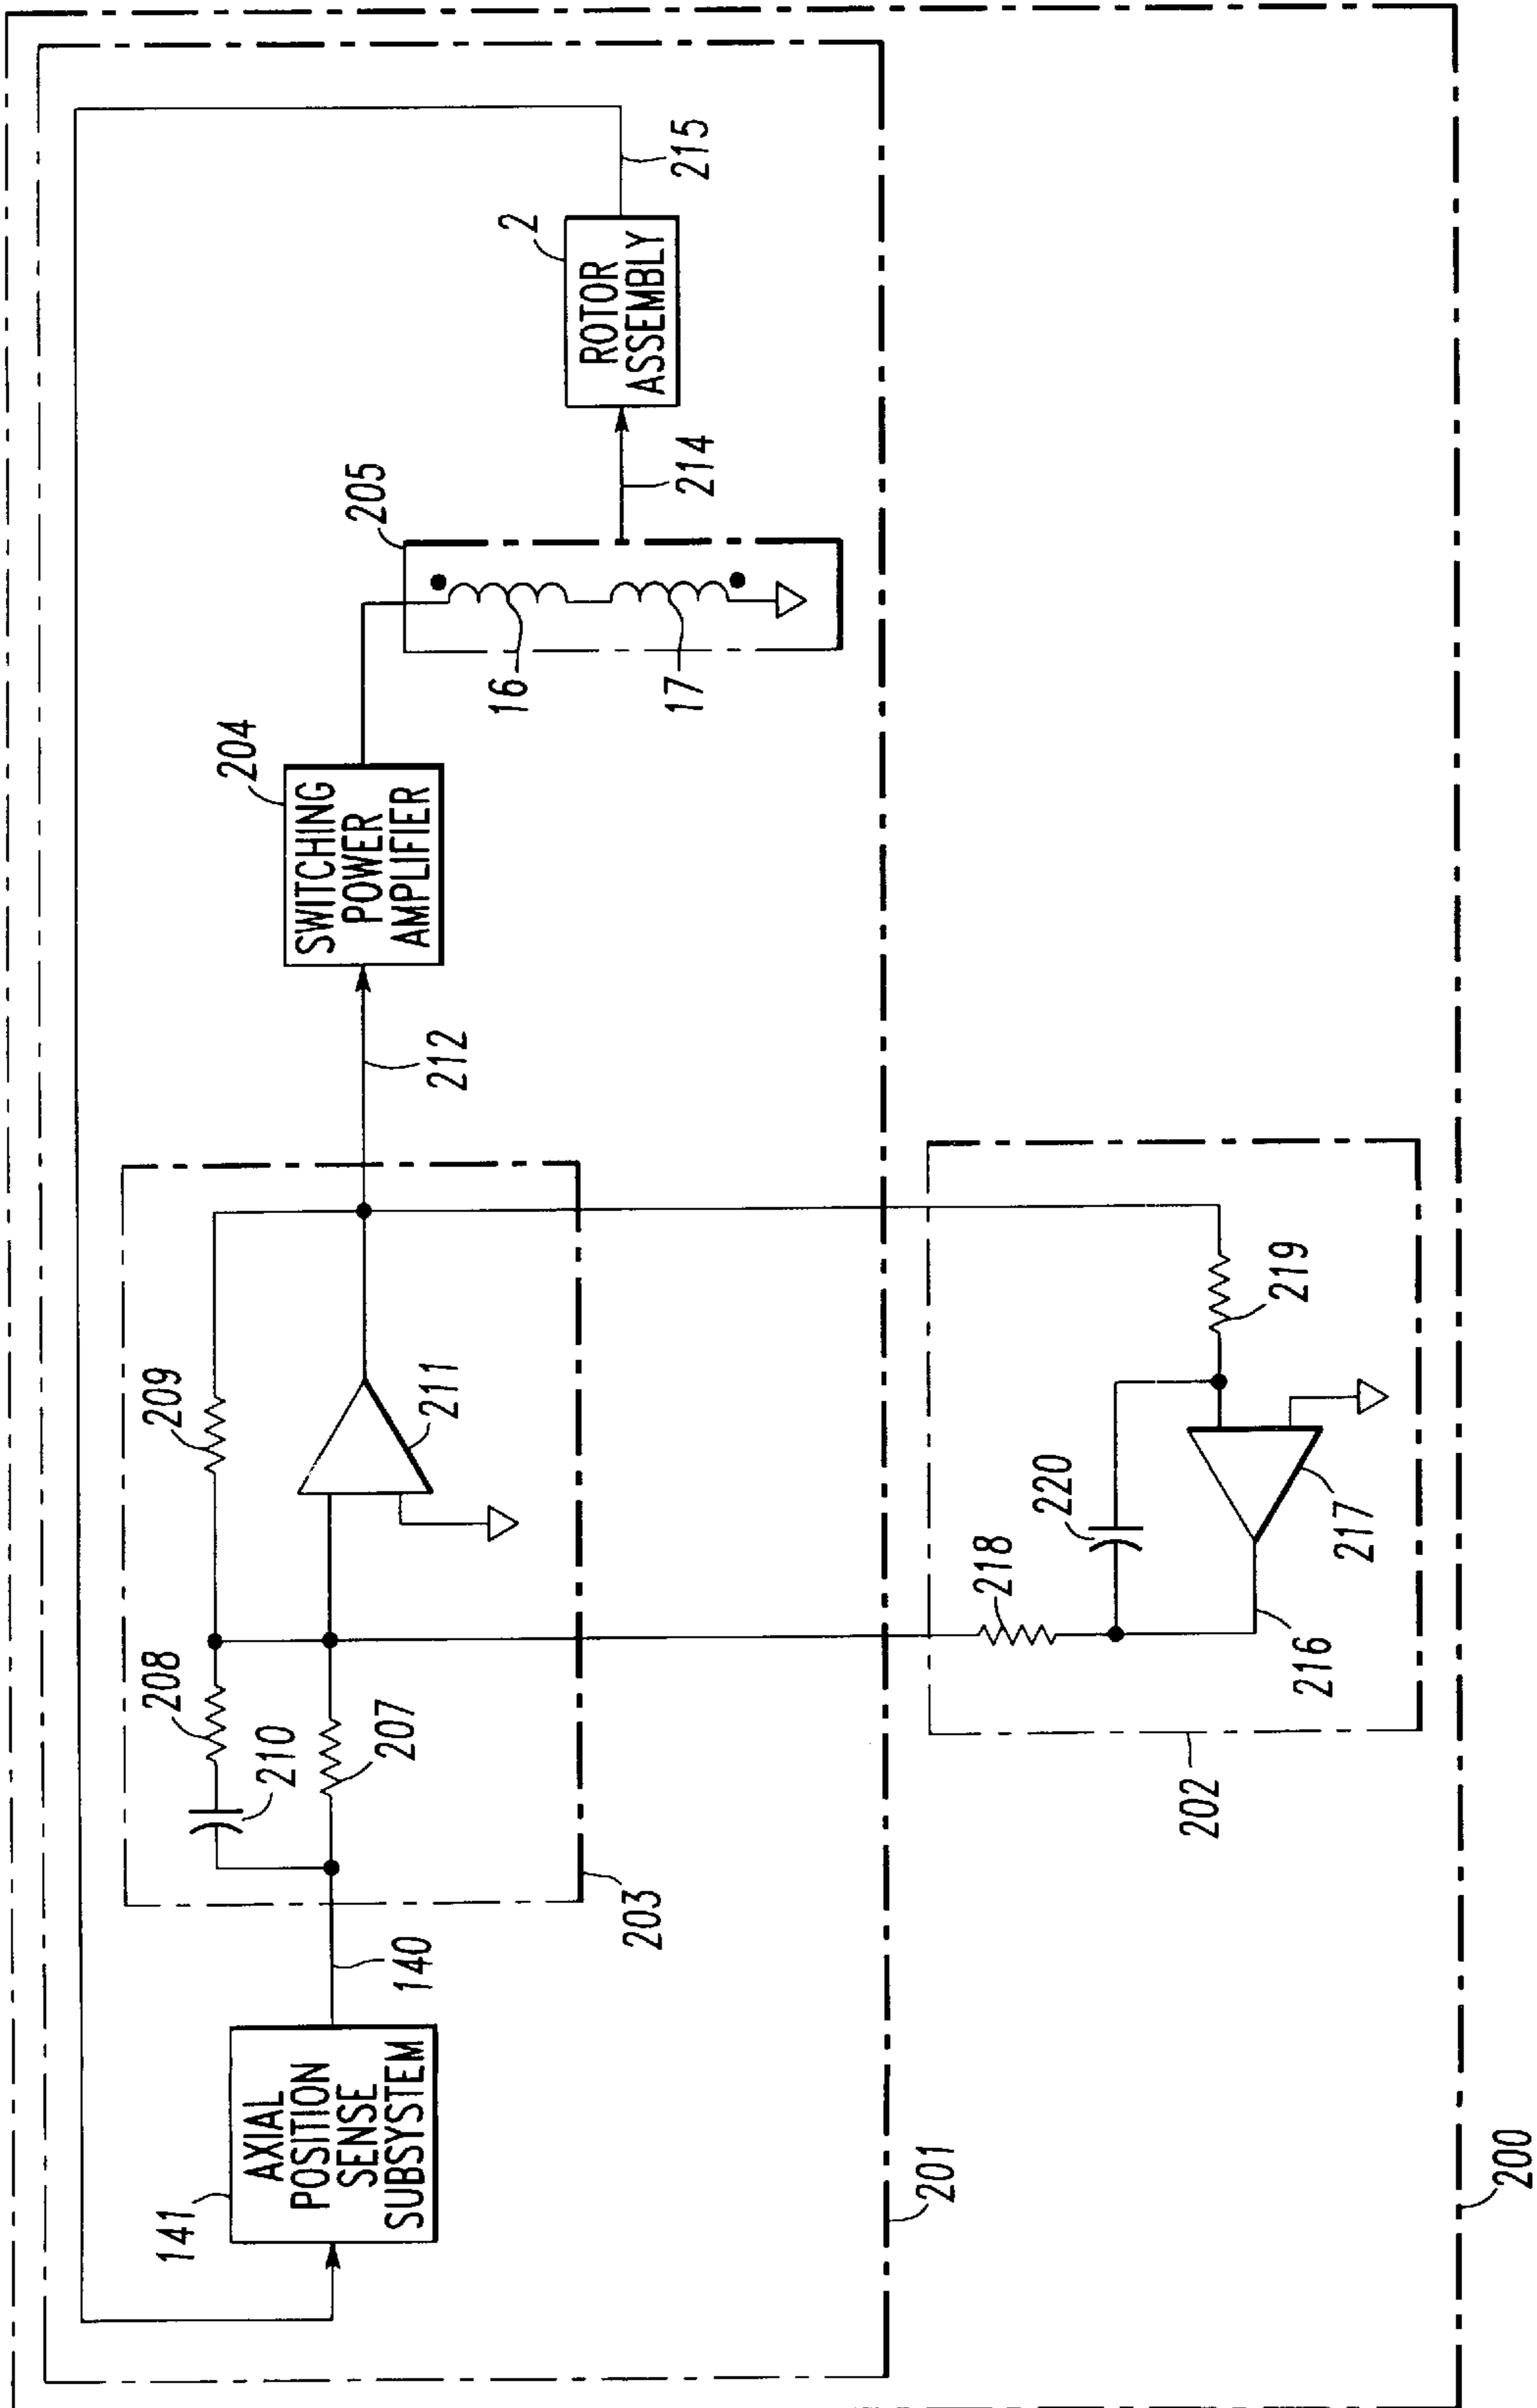 141
AXIAL
POSITION
SENSE
SUBSYSTEM
140
203
210
208
207
209
211
212
204
SWITCHING
POWER
AMPLIFIER
205
16
17
214
2
ROTOR
ASSEMBLY
215
201
202
218
220
216
217
219
200